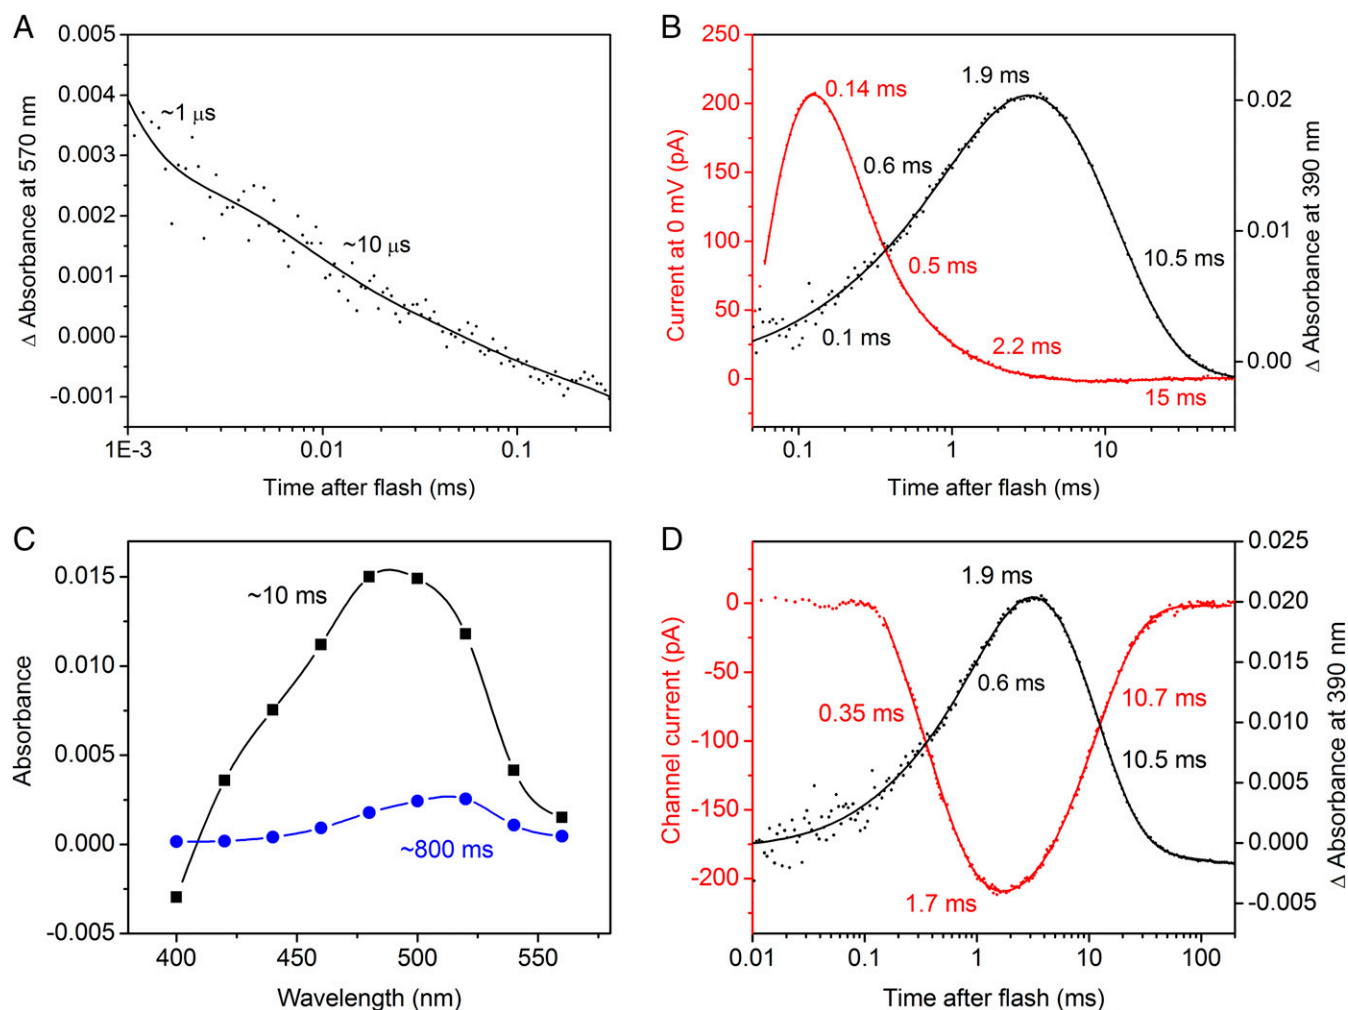 A
0.005
0.004
0.003
0.002
0.001
0.000
-0.001
Δ Absorbance at 570 nm
~1 μs
~10 μs
1E-3
0.01
0.1
Time after flash (ms)
B
250
200
150
100
50
0
Current at 0 mV (pA)
0.14 ms
1.9 ms
0.6 ms
0.5 ms
10.5 ms
0.1 ms
2.2 ms
15 ms
0.02
0.01
0.00
Δ Absorbance at 390 nm
0.1
1
10
Time after flash (ms)
C
0.015
0.010
0.005
0.000
-0.005
Absorbance
~10 ms
~800 ms
400
450
500
550
Wavelength (nm)
D
0
-50
-100
-150
-200
Channel current (pA)
1.9 ms
0.6 ms
0.35 ms
10.7 ms
10.5 ms
1.7 ms
0.025
0.020
0.015
0.010
0.005
0.000
-0.005
Δ Absorbance at 390 nm
0.01
0.1
1
10
100
Time after flash (ms)